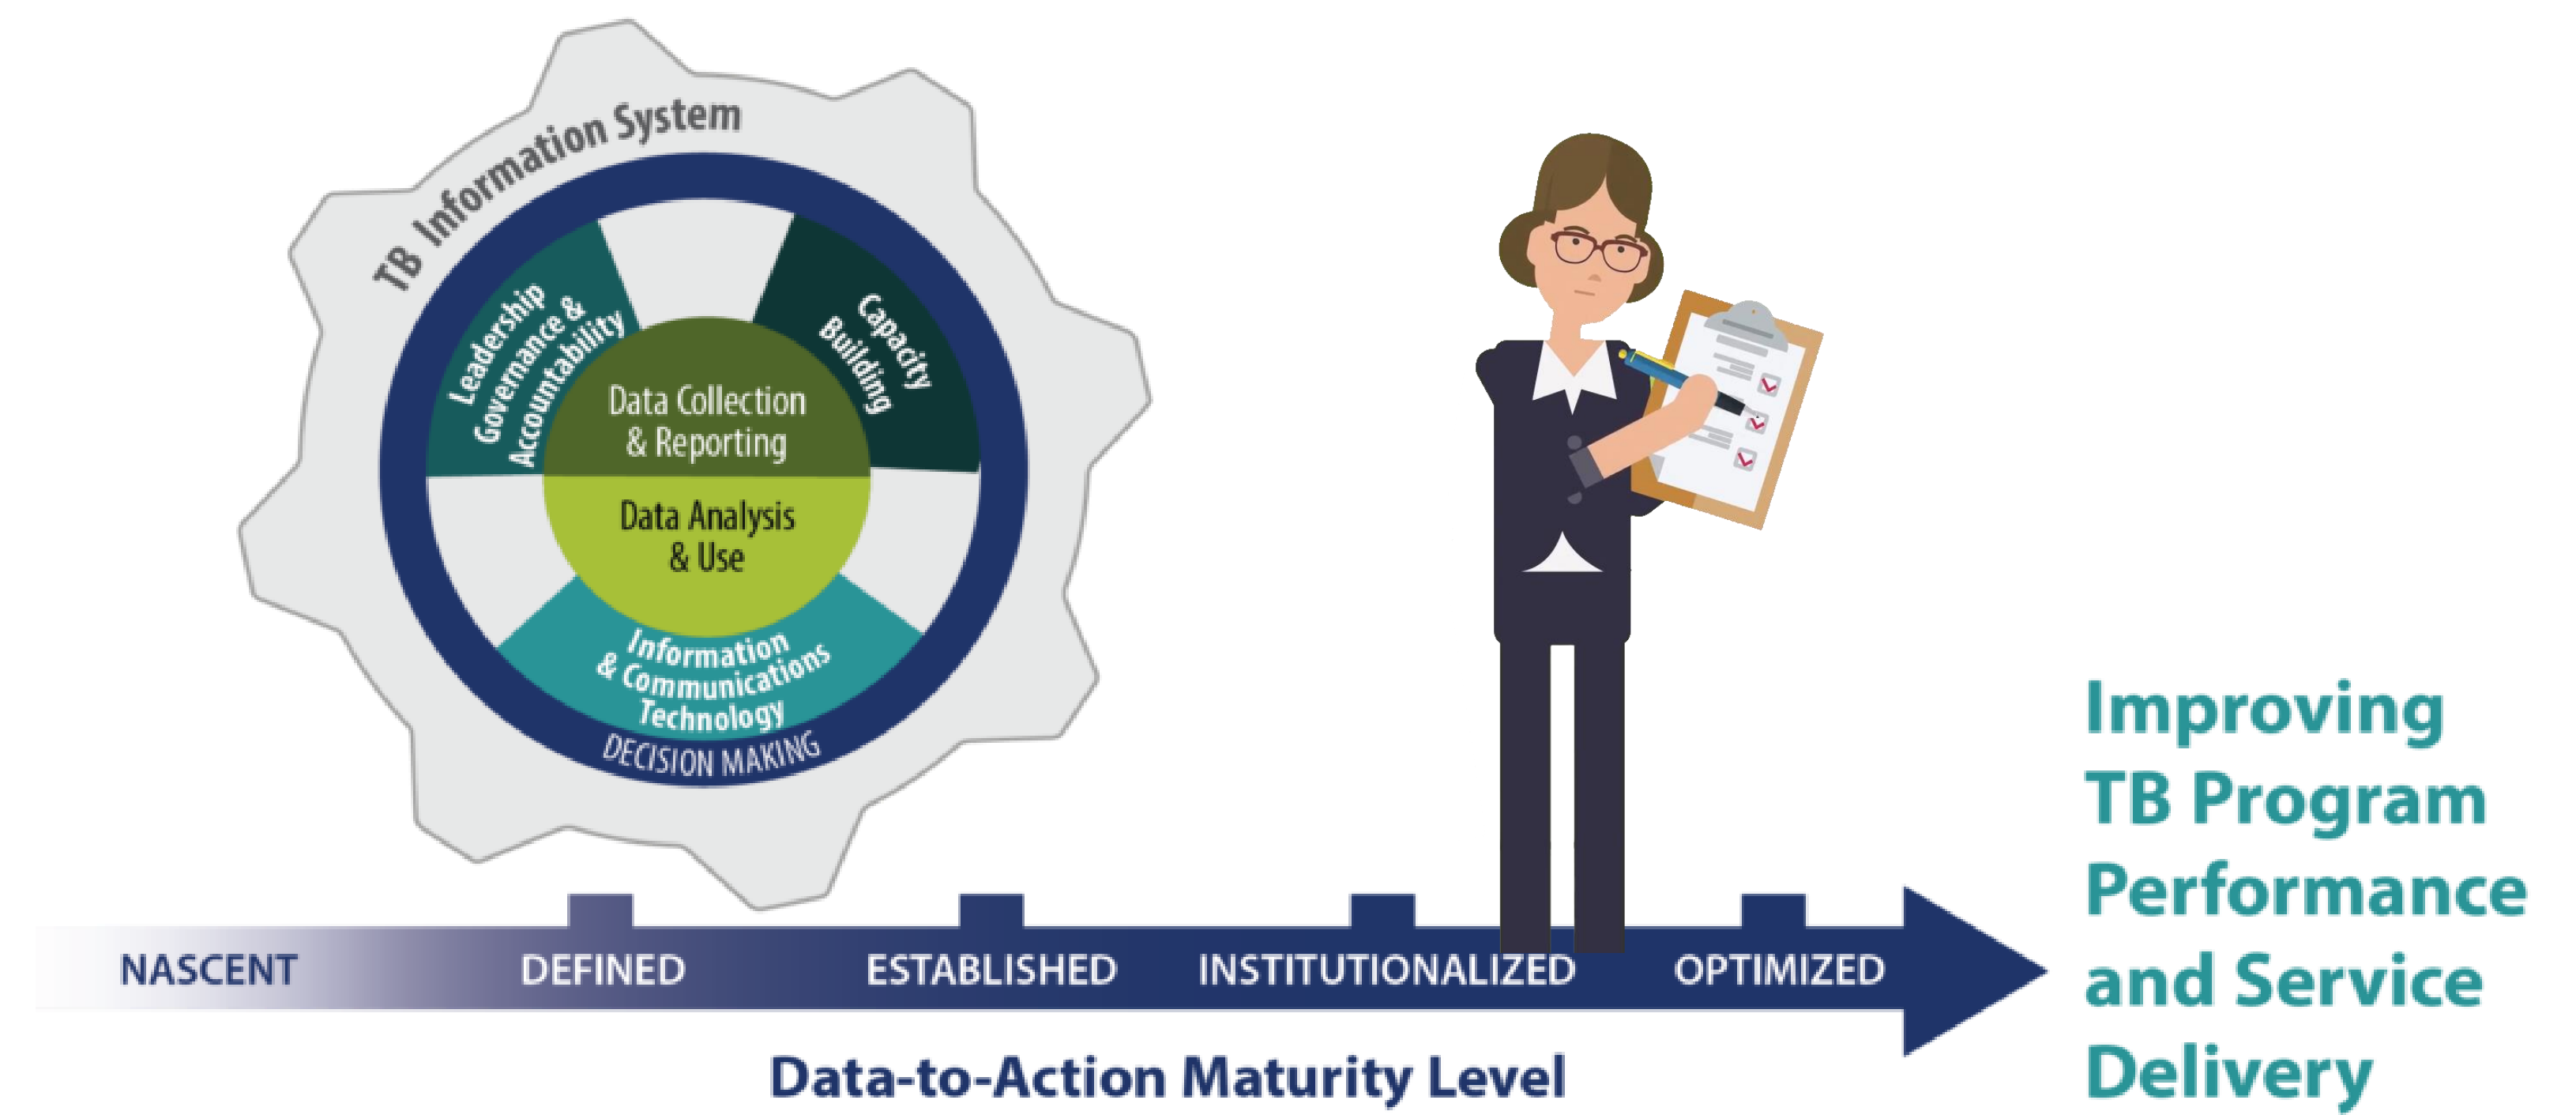 TB Information System
Leadership
Governance &
Accountability
Capacity
Building
Data Collection
& Reporting
Data Analysis
& Use
Information
& Communications
Technology
DECISION MAKING
NASCENT
DEFINED
ESTABLISHED
INSTITUTIONALIZED
OPTIMIZED
Data-to-Action Maturity Level
Improving
TB Program
Performance
and Service
Delivery